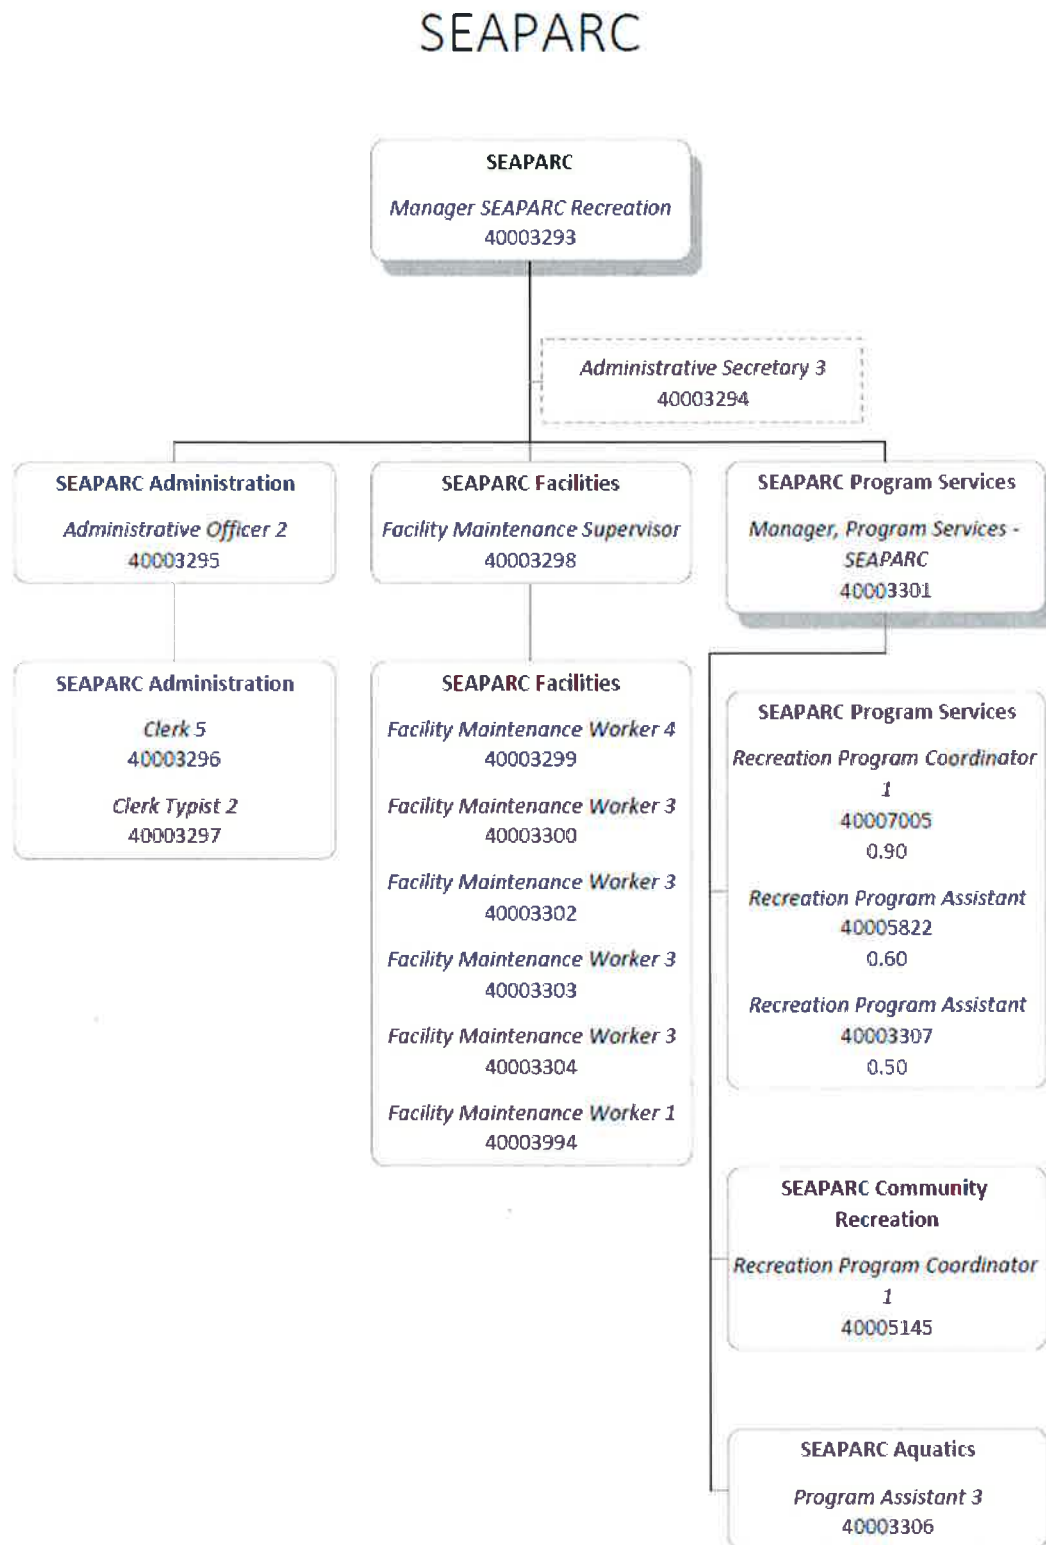 SEAPARC
SEAPARC
Manager SEAPARC Recreation
40003293
Administrative Secretary 3
40003294
SEAPARC Administration
Administrative Officer 2
40003295
SEAPARC Administration
Clerk 5
40003296
Clerk Typist 2
40003297
SEAPARC Facilities
Facility Maintenance Supervisor
40003298
SEAPARC Facilities
Facility Maintenance Worker 4
40003299
Facility Maintenance Worker 3
40003300
Facility Maintenance Worker 3
40003302
Facility Maintenance Worker 3
40003303
Facility Maintenance Worker 3
40003304
Facility Maintenance Worker 1
40003994
SEAPARC Program Services
Manager, Program Services -
SEAPARC
40003301
SEAPARC Program Services
Recreation Program Coordinator
1
40007005
0.90
Recreation Program Assistant
40005822
0.60
Recreation Program Assistant
40003307
0.50
SEAPARC Community
Recreation
Recreation Program Coordinator
1
40005145
SEAPARC Aquatics
Program Assistant 3
40003306